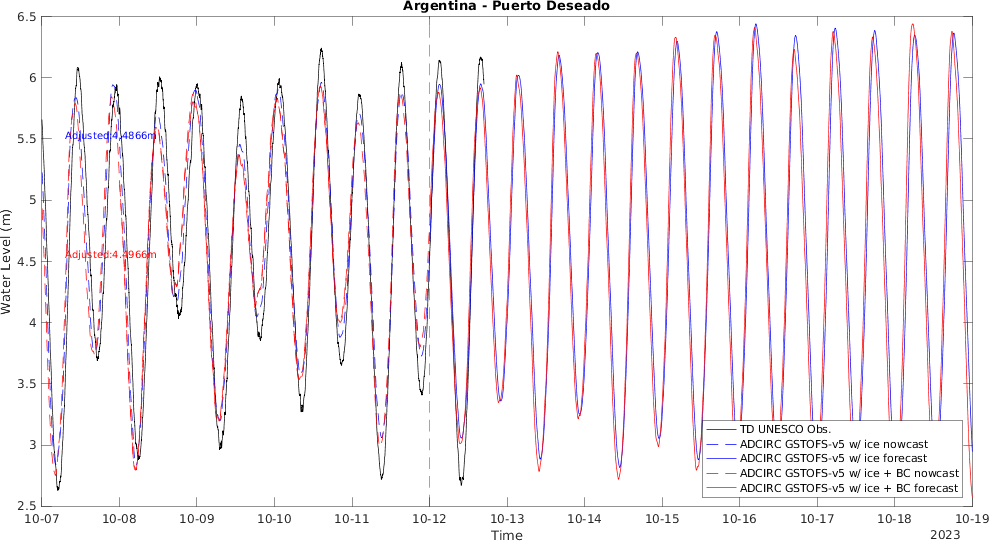 Argentina - Puerto Deseado
6.5
6
5.5
5
4.5
4
3.5
3
2.5
Water Level (m)
Adjusted:4.4866m
Adjusted:4.4966m
TD UNESCO Obs.
ADCIRC GSTOFS-v5 w/ ice nowcast
ADCIRC GSTOFS-v5 w/ ice forecast
ADCIRC GSTOFS-v5 w/ ice + BC nowcast
ADCIRC GSTOFS-v5 w/ ice + BC forecast
10-07 10-08 10-09 10-10 10-11 10-12 10-13 10-14 10-15 10-16 10-17 10-18 10-19
Time
2023